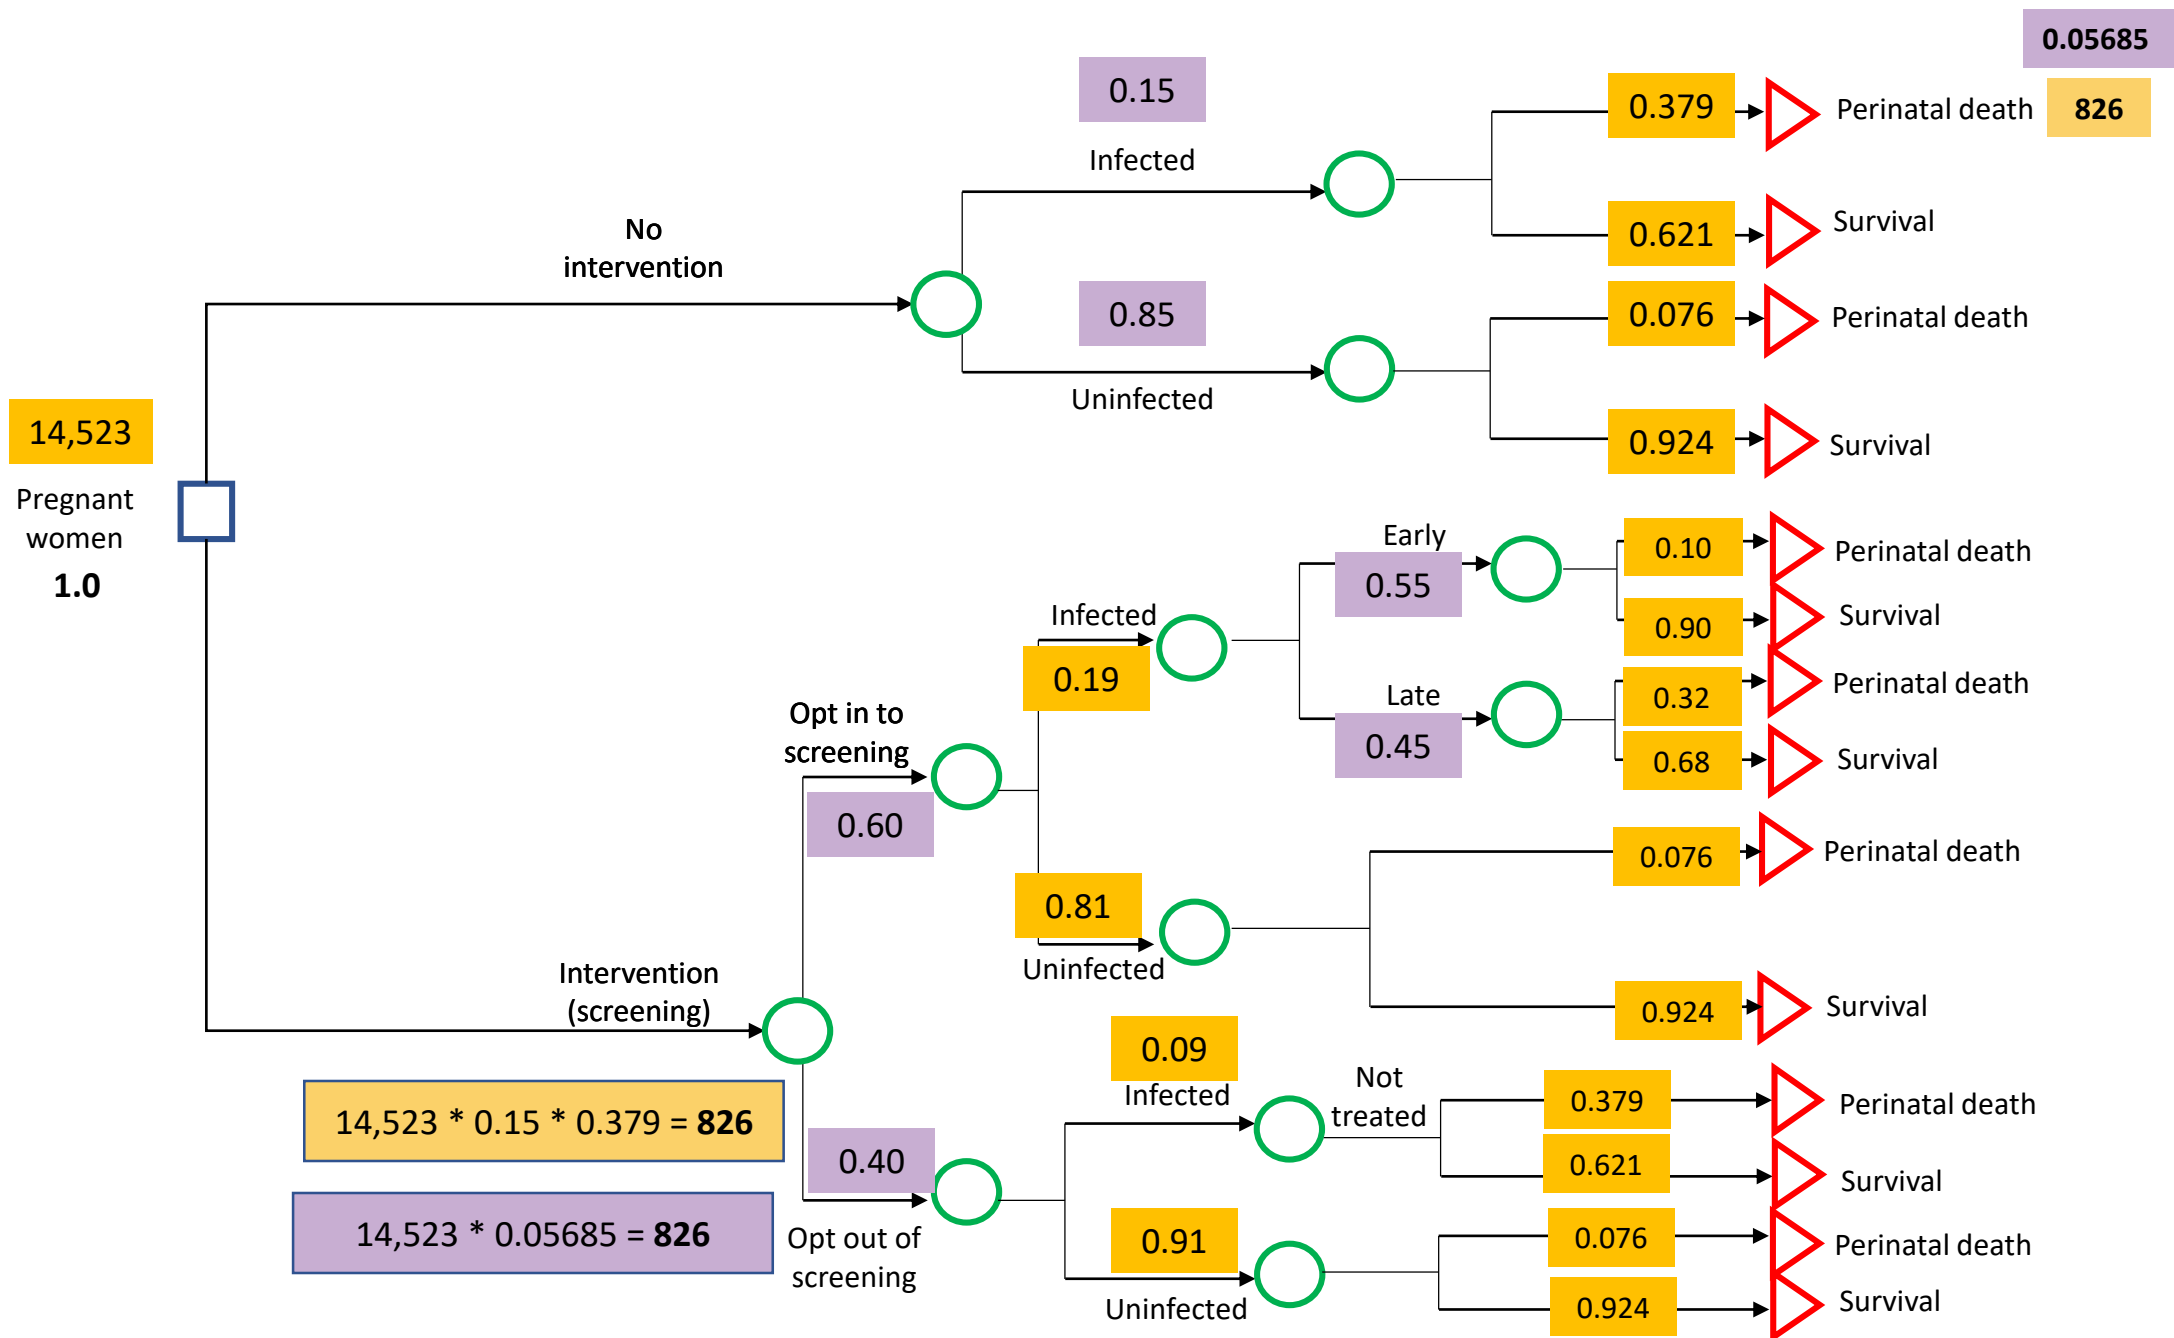 0.05685
0.15
0.379
Perinatal death
826
Infected
No
intervention
0.621
Survival
0.85
0.076
Perinatal death
Uninfected
0.924
Survival
14,523
Pregnant
women
1.0
Early
0.55
0.10
Perinatal death
0.90
Survival
Infected
0.19
Late
0.45
0.32
Perinatal death
0.68
Survival
Opt in to
screening
0.60
0.076
Perinatal death
0.81
Uninfected
0.924
Survival
Intervention
(screening)
0.09
Infected
Not
treated
0.379
Perinatal death
0.621
Survival
14,523 * 0.15 * 0.379 = 826
0.40
14,523 * 0.05685 = 826
Opt out of
screening
0.91
Uninfected
0.076
Perinatal death
0.924
Survival